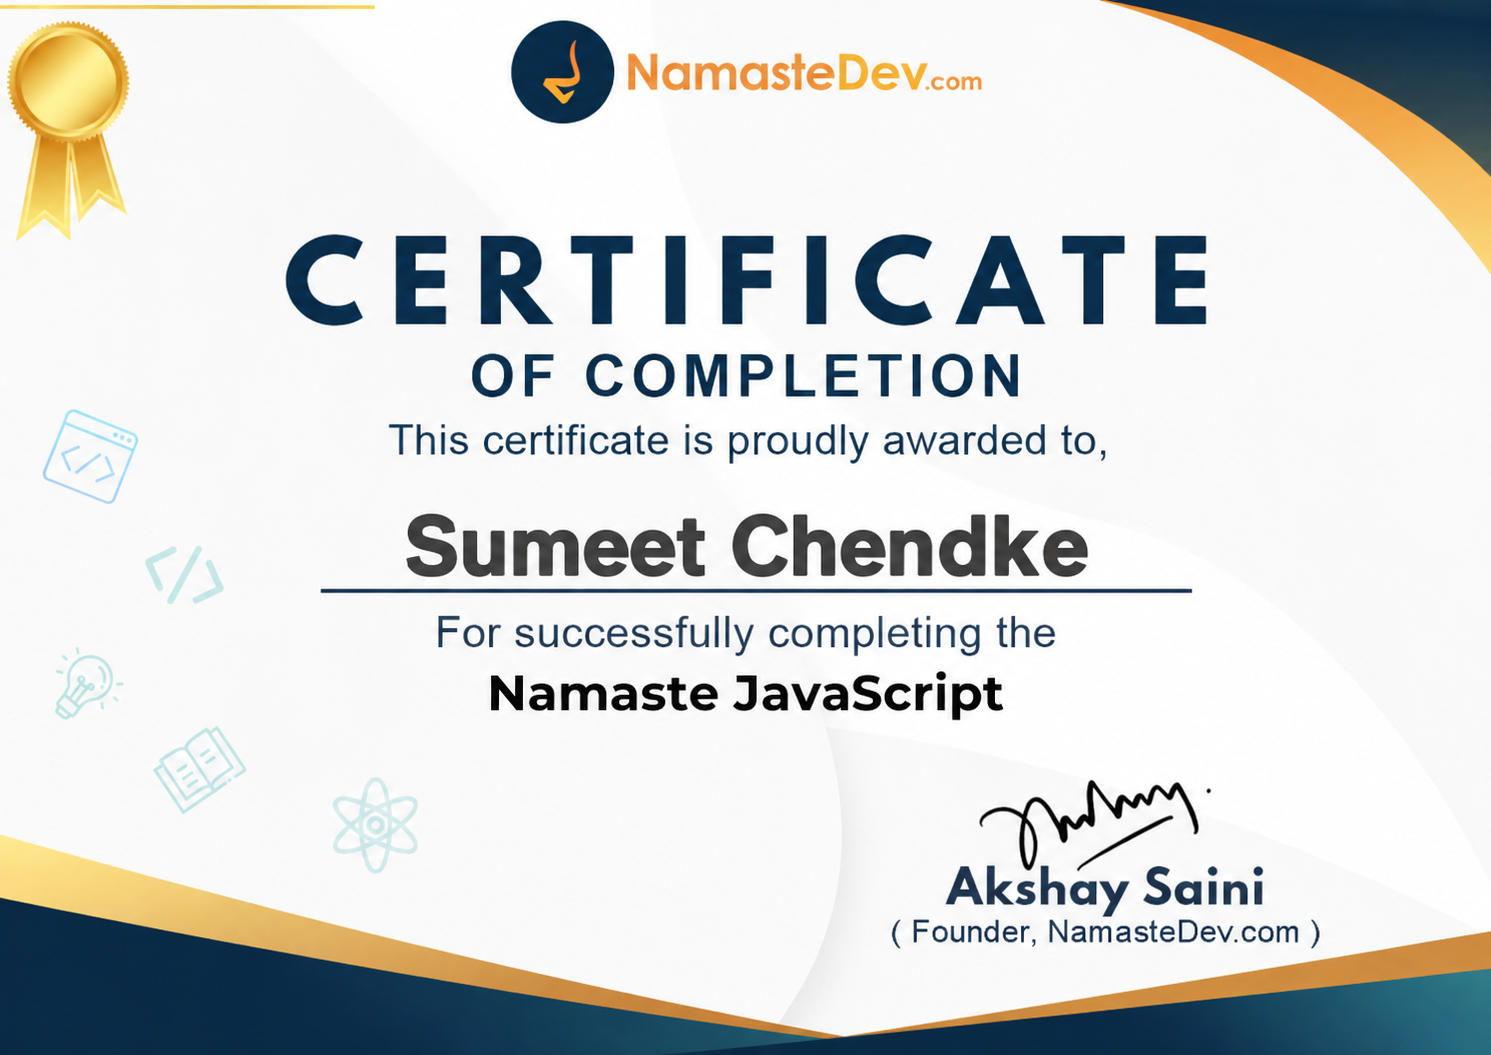 NamasteDev.com
CERTIFICATE
OF COMPLETION
This certificate is proudly awarded to,
Sumeet Chendke
For successfully completing the
Namaste JavaScript
Akshay Saini
( Founder, NamasteDev.com )